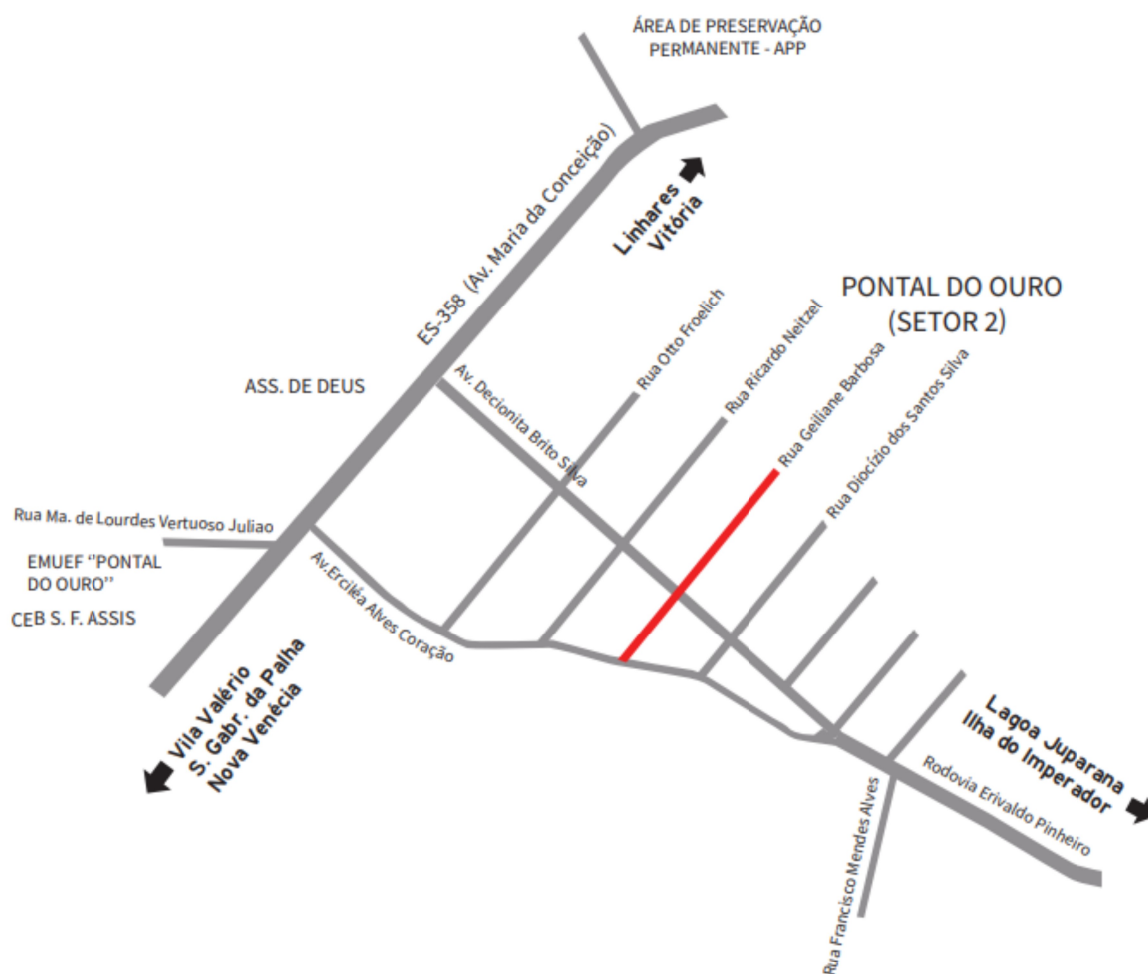 ÁREA DE PRESERVAÇÃO
PERMANENTE - APP
ES-358 (Av. Maria da Conceição)
Linhares
Vitória
PONTAL DO OURO
(SETOR 2)
Rua Otto Froelich
Rua Ricardo Neitzel
Rua Geiliane Barbosa
Rua Diocízio dos Santos Silva
ASS. DE DEUS
Av. Decionita Brito Silva
Rua Ma. de Lourdes Vertuoso Juliao
EMUEF "PONTAL
DO OURO"
CEB S. F. ASSIS
Av.Erciléa Alves Coração
Vila Valério
S. Gabr. da Palha
Nova Venécia
Lagoa Juparana
Ilha do Imperador
Rodovia Erivaldo Pinheiro
Rua Francisco Mendes Alves